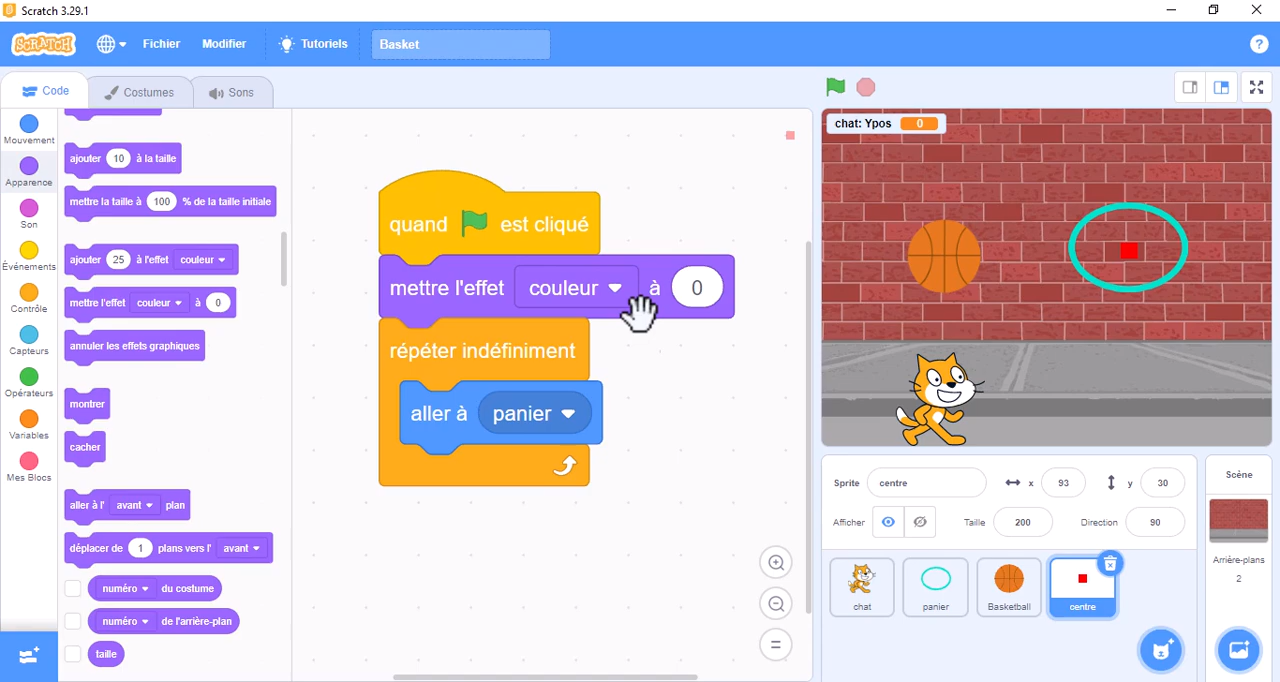 Scratch 3.29.1
SCRATCH
Fichier
Modifier
Tutoriels
Basket
?
Code
Costumes
Sons
Mouvement
Apparence
Son
Événements
Contrôle
Capteurs
Opérateurs
Variables
Mes Blocs
ajouter 10 à la taille
mettre la taille à 100 % de la taille initiale
ajouter 25 à l'effet couleur
mettre l'effet couleur à 0
annuler les effets graphiques
montrer
cacher
aller à l' avant plan
déplacer de 1 plans vers l' avant
numéro du costume
numéro de l'arrière-plan
taille
quand est cliqué
mettre l'effet couleur à 0
répéter indéfiniment
aller à panier
chat: Ypos 0
Sprite centre x 93 y 30
Afficher Taille 200 Direction 90
chat
panier
Basketball
centre
Scène
Arrière-plans
2